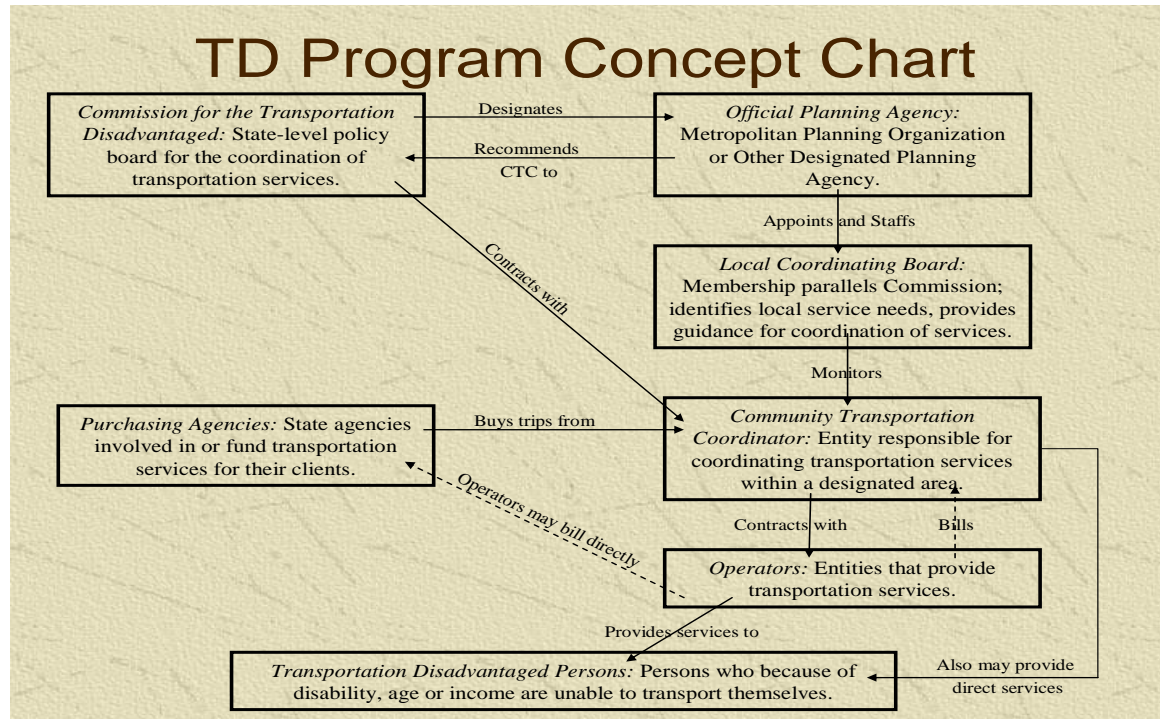 TD Program Concept Chart
Commission for the Transportation
Disadvantaged: State-level policy
board for the coordination of
transportation services.
Designates
Recommends
CTC to
Official Planning Agency:
Metropolitan Planning Organization
or Other Designated Planning
Agency.
Appoints and Staffs
Contracts with
Local Coordinating Board:
Membership parallels Commission;
identifies local service needs, provides
guidance for coordination of services.
Monitors
Purchasing Agencies: State agencies
involved in or fund transportation
services for their clients.
Buys trips from
Community Transportation
Coordinator: Entity responsible for
coordinating transportation services
within a designated area.
Operators may bill directly
Contracts with
Bills
Operators: Entities that provide
transportation services.
Provides services to
Transportation Disadvantaged Persons: Persons who because of
disability, age or income are unable to transport themselves.
Also may provide
direct services